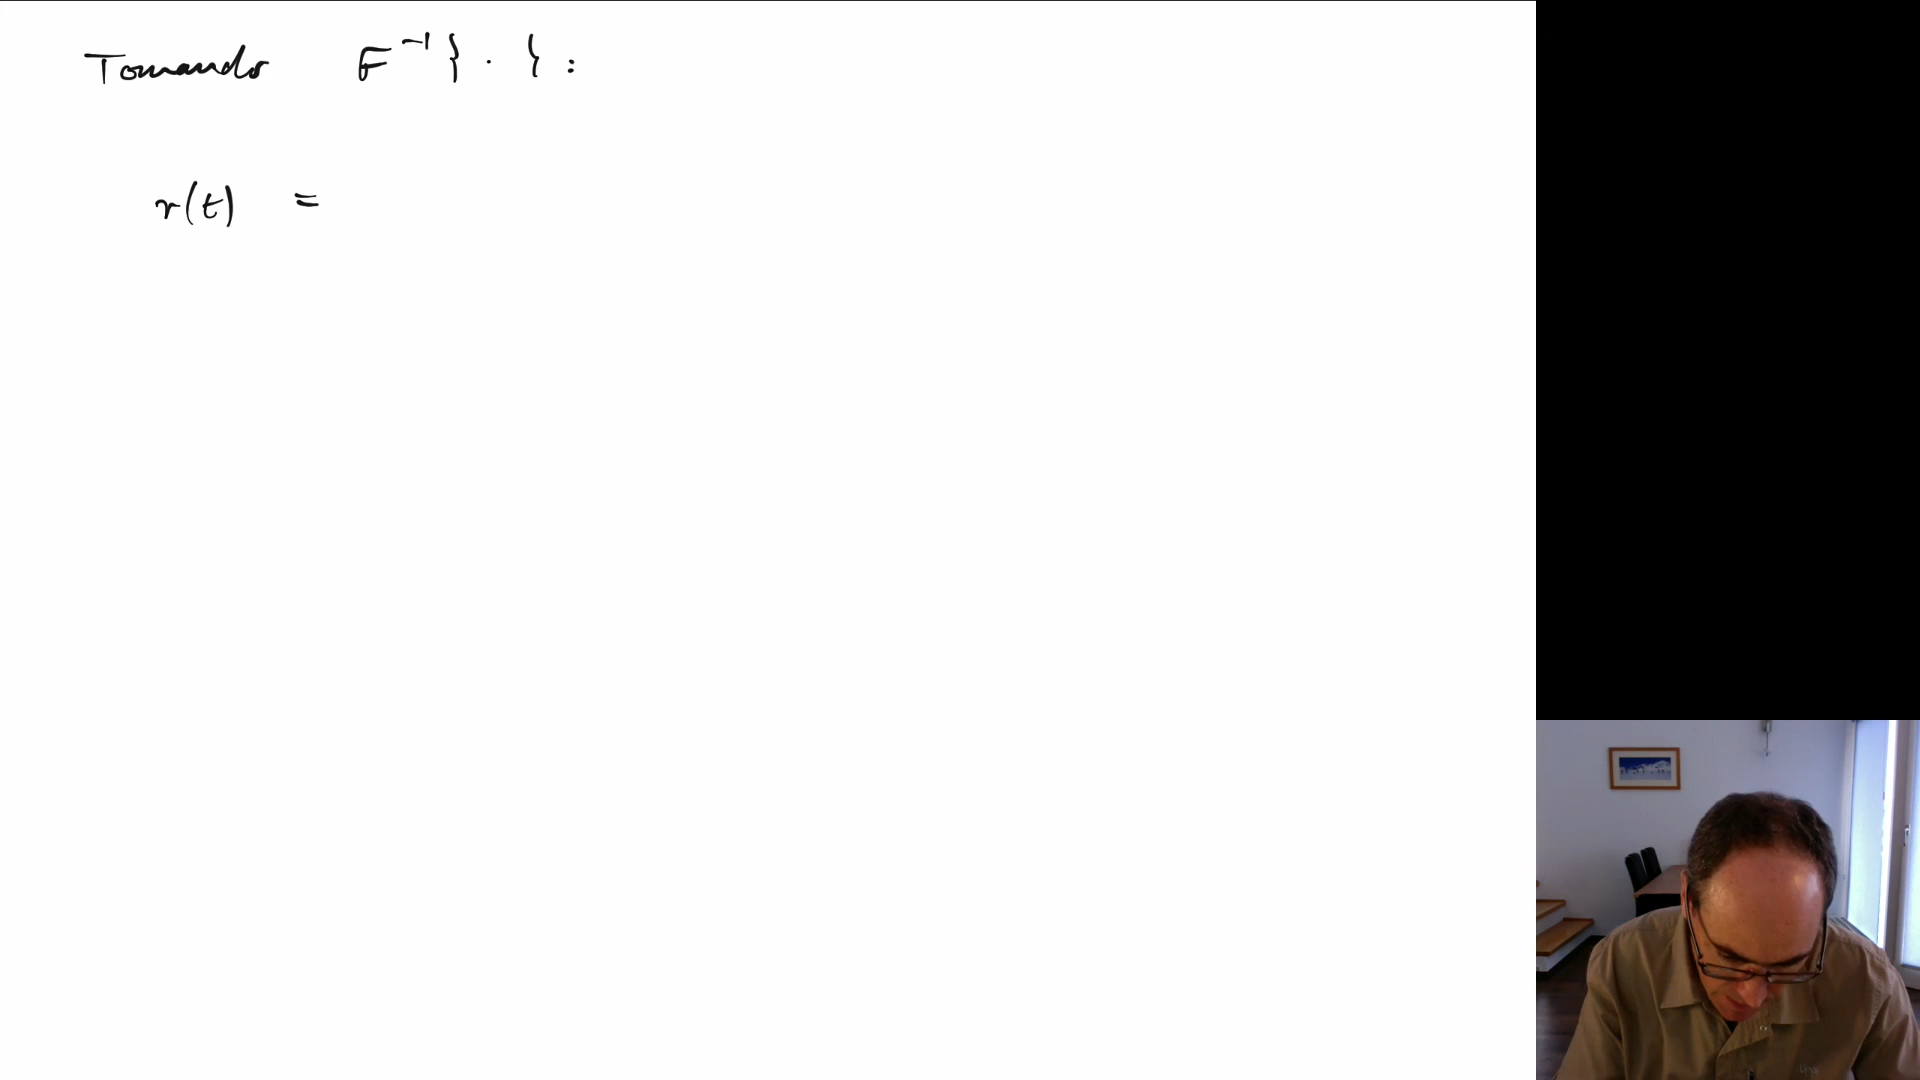 Tomando F⁻¹{ · } :
r(t) =